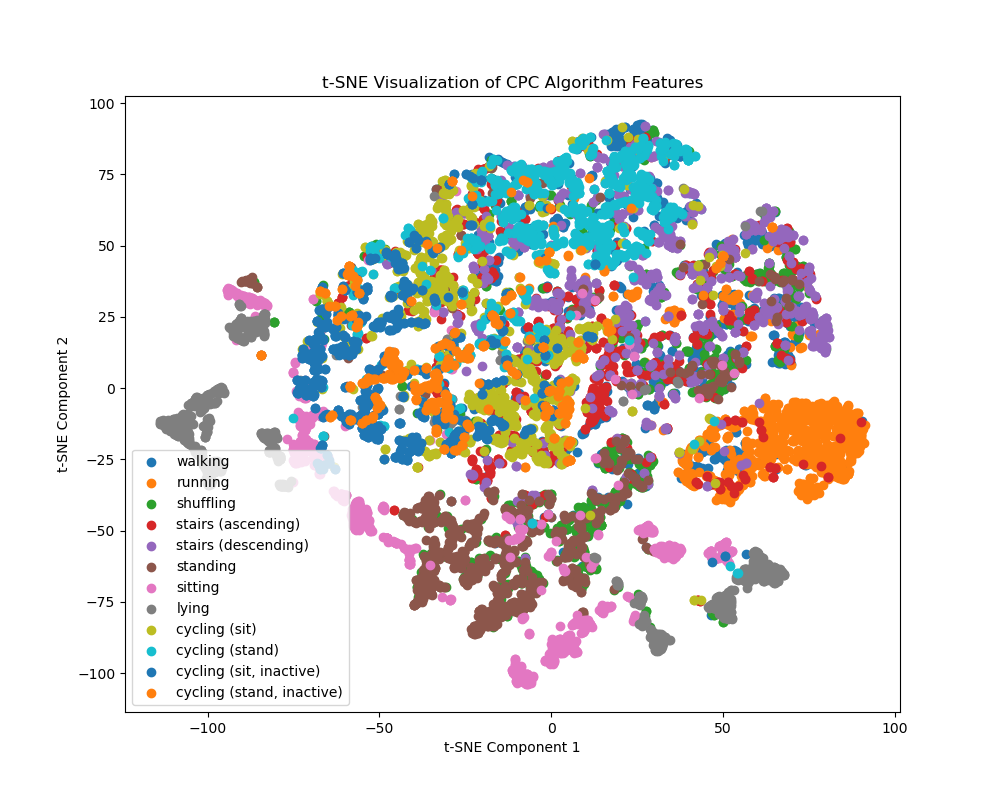 t-SNE Visualization of CPC Algorithm Features
100
75
50
25
0
−25
−50
−75
−100
t-SNE Component 2
walking
running
shuffling
stairs (ascending)
stairs (descending)
standing
sitting
lying
cycling (sit)
cycling (stand)
cycling (sit, inactive)
cycling (stand, inactive)
−100
−50
0
50
100
t-SNE Component 1